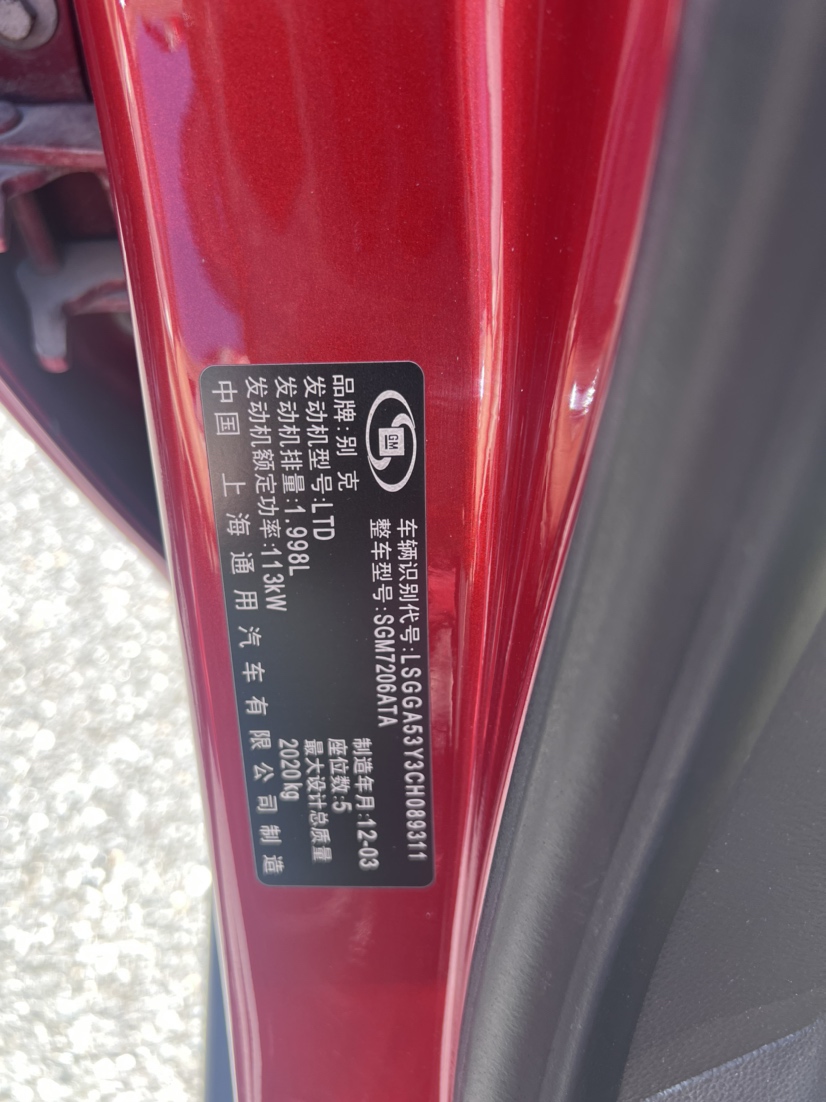 GM
车辆识别代号:LSGGA53Y3CH089311
整车型号:SGM7206ATA
品牌:别克
制造年月:12-03
发动机型号:LTD
座位数:5
发动机排量:1.998L
最大设计总质量
发动机额定功率:113kW
2020kg
中国 上海通用汽车有限公司制造